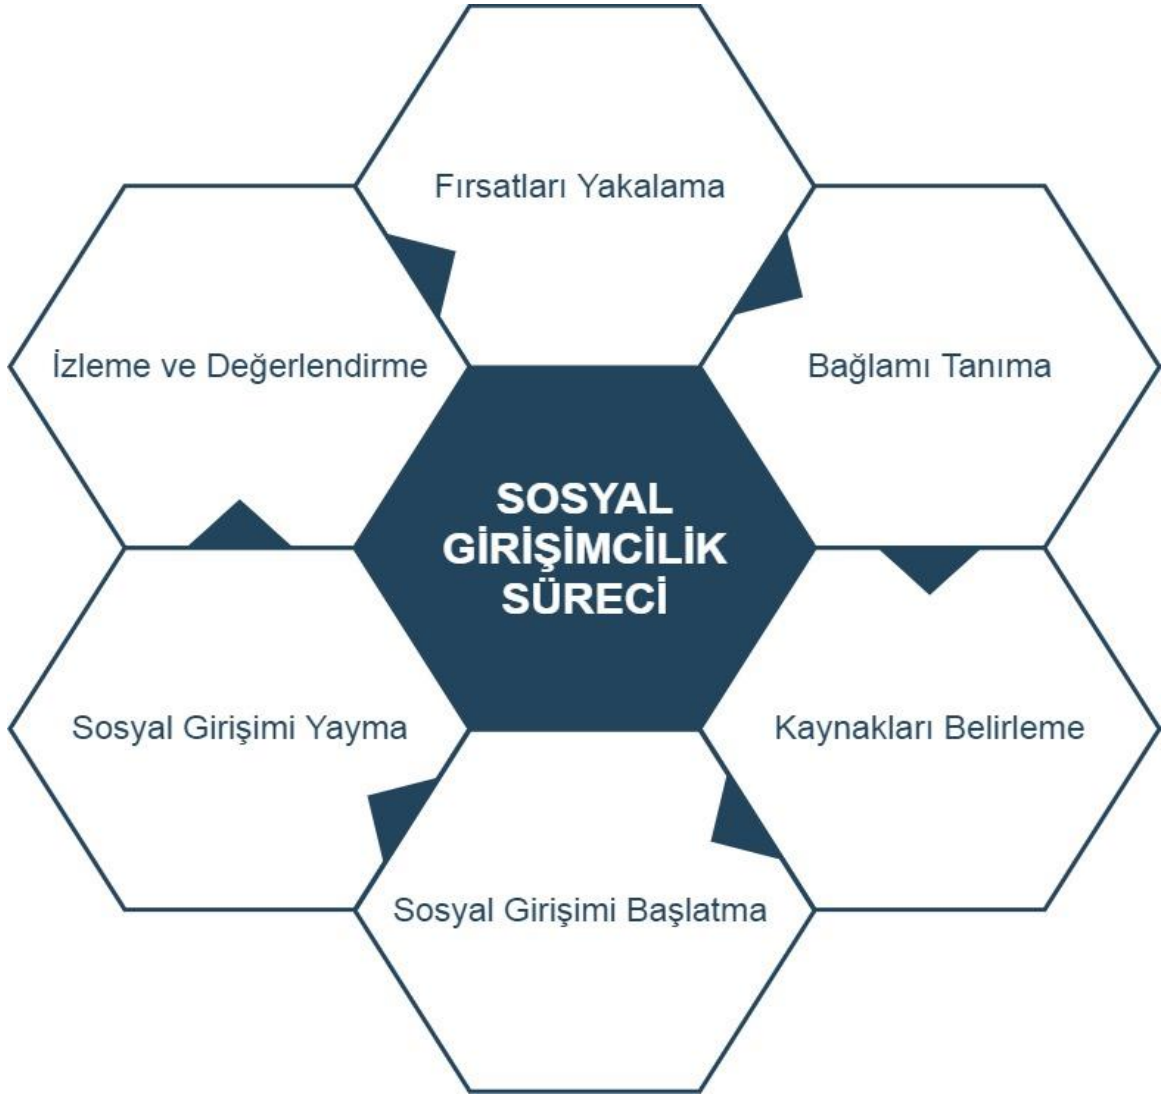 Fırsatları Yakalama
Bağlamı Tanıma
Kaynakları Belirleme
Sosyal Girişimi Başlatma
Sosyal Girişimi Yayma
İzleme ve Değerlendirme
SOSYAL
GİRİŞİMCİLİK
SÜRECİ